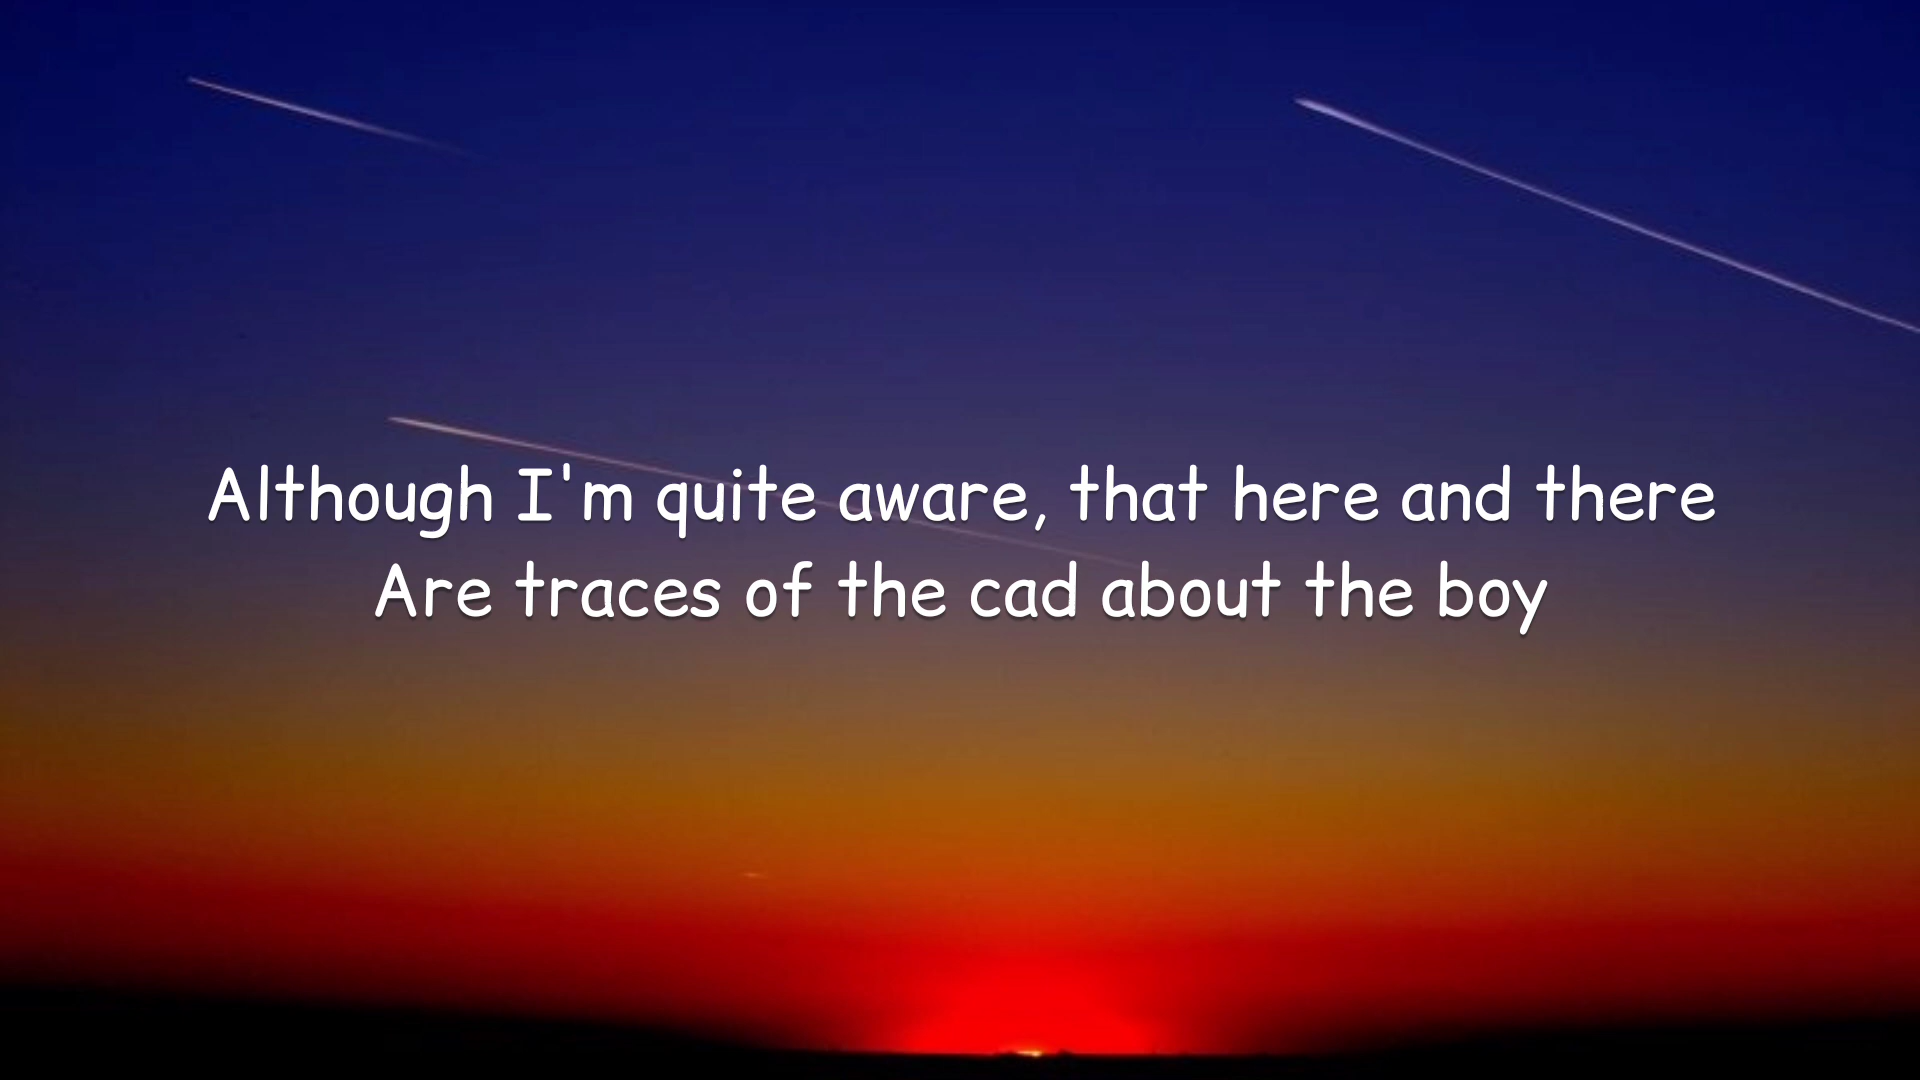 Although I'm quite aware, that here and there
Are traces of the cad about the boy